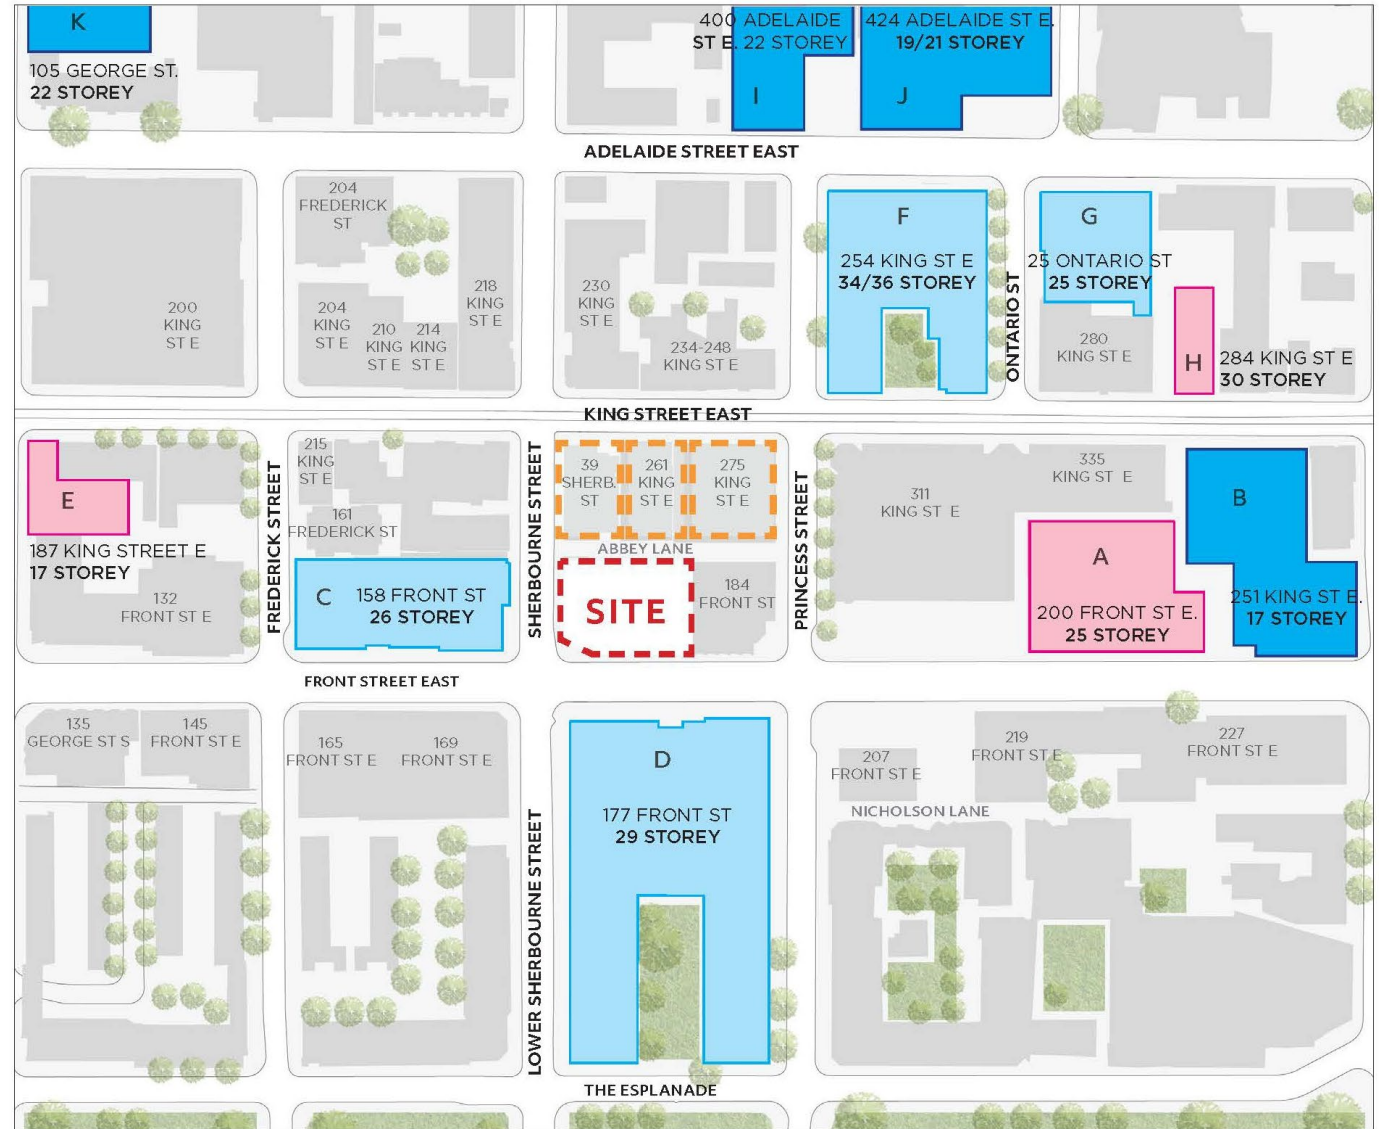 K
105 GEORGE ST.
22 STOREY
400 ADELAIDE
ST E. 22 STOREY
I
424 ADELAIDE ST E.
19/21 STOREY
J
ADELAIDE STREET EAST
200
KING
ST E
204
FREDERICK
ST
204
KING
ST E
210
KING
ST E
214
KING
ST E
218
KING
ST E
230
KING
ST E
234-248
KING ST E
F
254 KING ST E
34/36 STOREY
ONTARIO ST
G
25 ONTARIO ST
25 STOREY
280
KING ST E
H
284 KING ST E
30 STOREY
KING STREET EAST
E
187 KING STREET E
17 STOREY
132
FRONT ST E
FREDERICK STREET
215
KING
ST E
161
FREDERICK ST
C
158 FRONT ST
26 STOREY
SHERBOURNE STREET
39
SHERB.
ST
261
KING
ST E
275
KING
ST E
ABBEY LANE
SITE
184
FRONT ST
PRINCESS STREET
311
KING ST E
335
KING ST E
A
200 FRONT ST E.
25 STOREY
B
251 KING ST E.
17 STOREY
FRONT STREET EAST
135
GEORGE ST S
145
FRONT ST E
165
FRONT ST E
169
FRONT ST E
LOWER SHERBOURNE STREET
D
177 FRONT ST
29 STOREY
207
FRONT ST E
219
FRONT ST E
227
FRONT ST E
NICHOLSON LANE
THE ESPLANADE